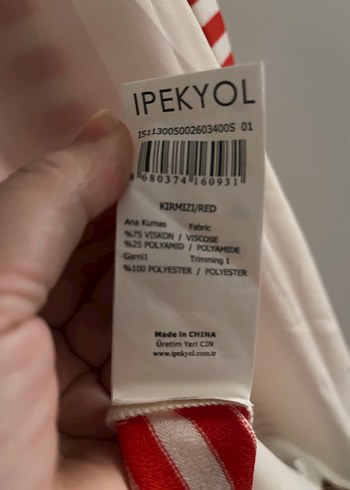 IPEKYOL
IS1130050026034005 01
8 680374 160931
KIRMIZI/RED
Ana Kumas Fabric
%75 VISKON / VISCOSE
%25 POLYAMID / POLYAMIDE
Garni1 Trimming 1
%100 POLYESTER / POLYESTER
Made in CHINA
Üretim Yeri CIN
www.ipekyol.com.tr